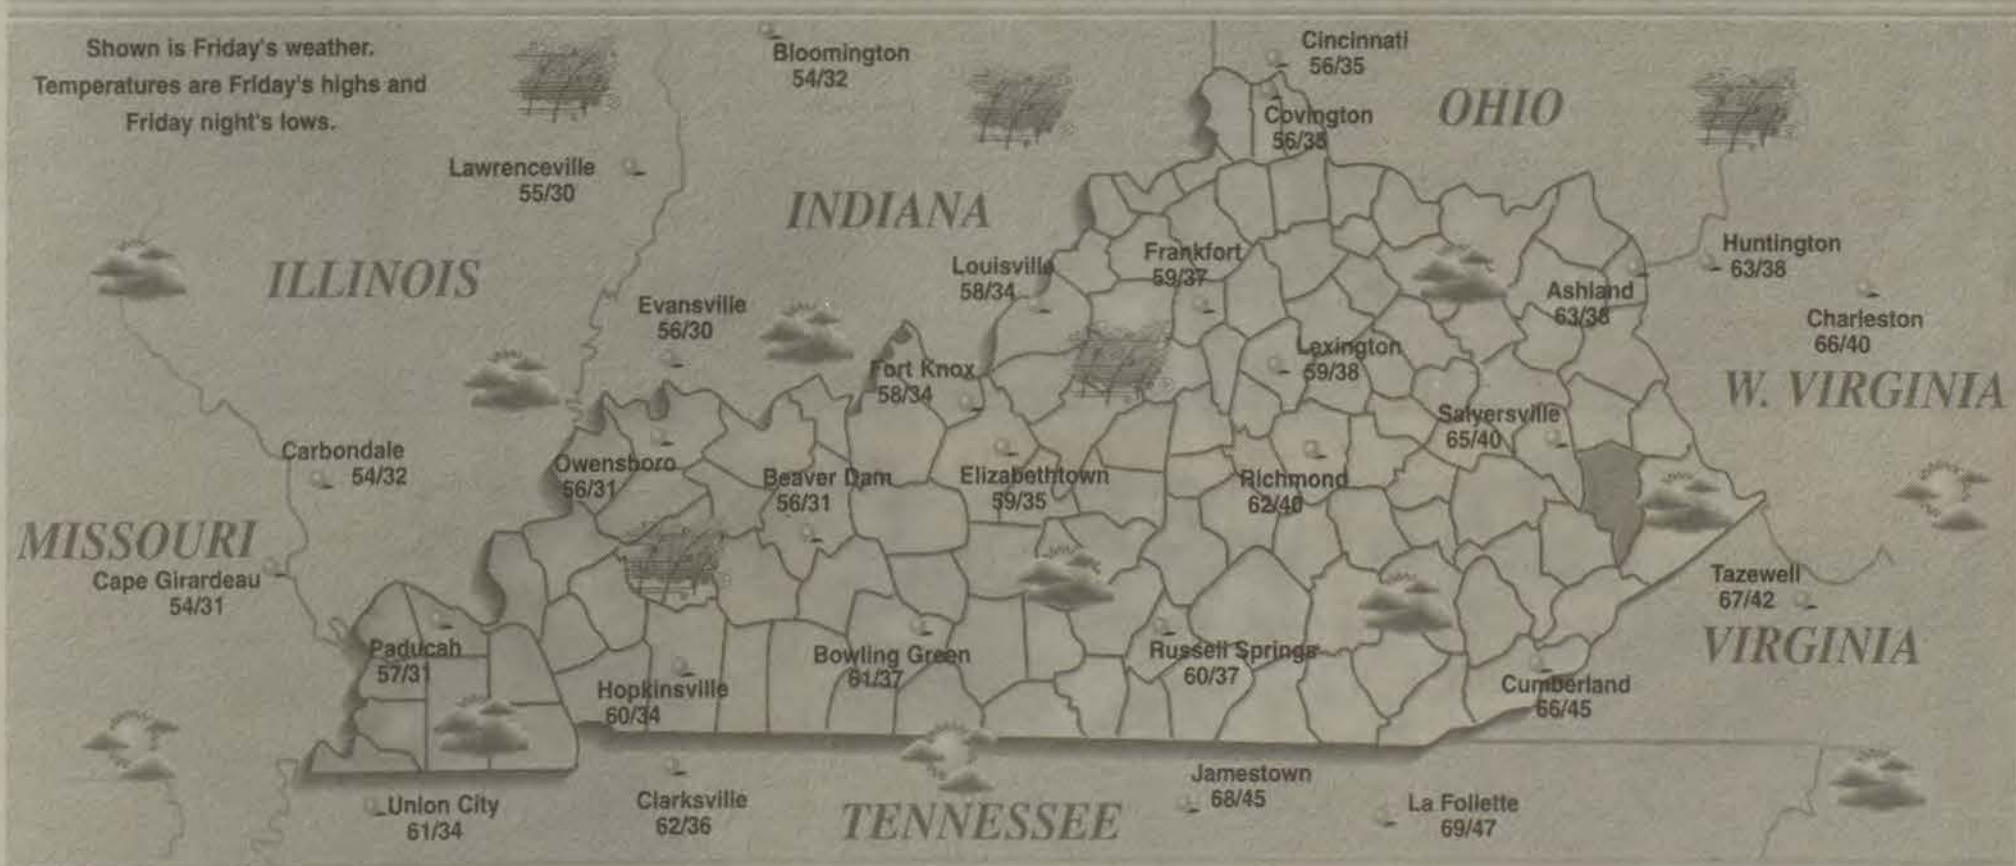 Shown is Friday's weather.
Temperatures are Friday's highs and
Friday night's lows.
Bloomington
54/32
Cincinnati
56/35
Covington
56/35
OHIO
Lawrenceville
55/30
INDIANA
ILLINOIS
Louisville
58/34
Frankfort
59/37
Huntington
63/38
Ashland
63/38
Charleston
66/40
Evansville
56/30
Fort Knox
58/34
Lexington
59/38
W. VIRGINIA
Salyersville
65/40
Carbondale
54/32
Owensboro
56/31
Beaver Dam
56/31
Elizabethtown
59/35
Richmond
62/40
MISSOURI
Cape Girardeau
54/31
Tazewell
67/42
VIRGINIA
Paducah
57/31
Hopkinsville
60/34
Bowling Green
61/37
Russell Springs
60/37
Cumberland
66/45
Union City
61/34
Clarksville
62/36
TENNESSEE
Jamestown
68/45
La Follette
69/47